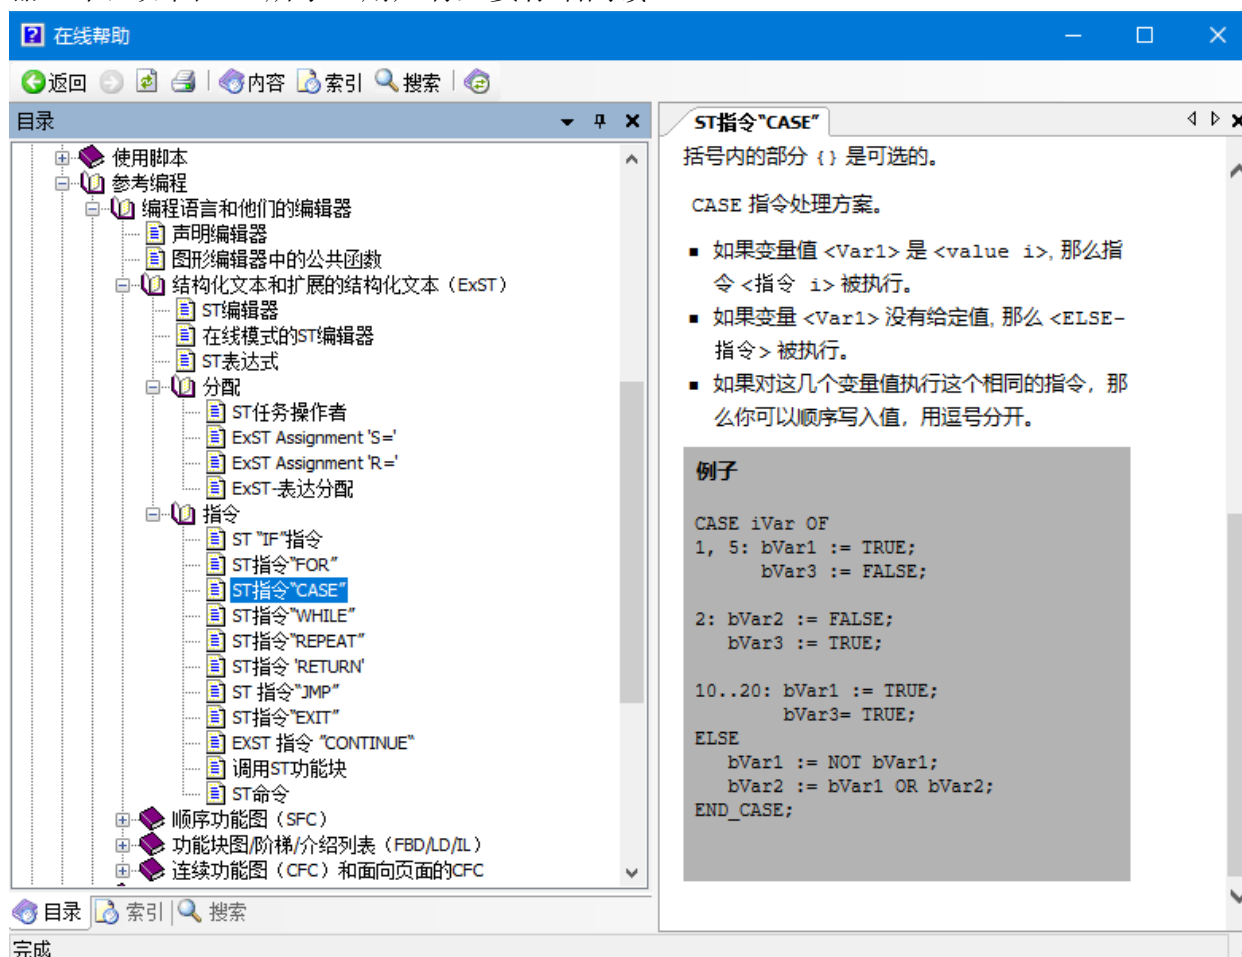 在线帮助
返回 内容 索引 搜索
目录
使用脚本
参考编程
编程语言和他们的编辑器
声明编辑器
图形编辑器中的公共函数
结构化文本和扩展的结构化文本（ExST）
ST编辑器
在线模式的ST编辑器
ST表达式
分配
ST任务操作者
ExST Assignment 'S='
ExST Assignment 'R='
ExST-表达分配
指令
ST "IF"指令
ST指令"FOR"
ST指令"CASE"
ST指令"WHILE"
ST指令"REPEAT"
ST指令 'RETURN'
ST 指令"JMP"
ST指令"EXIT"
EXST 指令 "CONTINUE"
调用ST功能块
ST命令
顺序功能图（SFC）
功能块图/阶梯/介绍列表（FBD/LD/IL）
连续功能图（CFC）和面向页面的CFC
目录 索引 搜索
完成
ST指令"CASE"
括号内的部分 {} 是可选的。
CASE 指令处理方案。
■ 如果变量值 <Var1> 是 <value i>, 那么指
令 <指令 i> 被执行。
■ 如果变量 <Var1> 没有给定值, 那么 <ELSE-
指令> 被执行。
■ 如果对这几个变量值执行这个相同的指令，那
么你可以顺序写入值，用逗号分开。
例子
CASE iVar OF
1, 5: bVar1 := TRUE;
bVar3 := FALSE;
2: bVar2 := FALSE;
bVar3 := TRUE;
10..20: bVar1 := TRUE;
bVar3= TRUE;
ELSE
bVar1 := NOT bVar1;
bVar2 := bVar1 OR bVar2;
END_CASE;